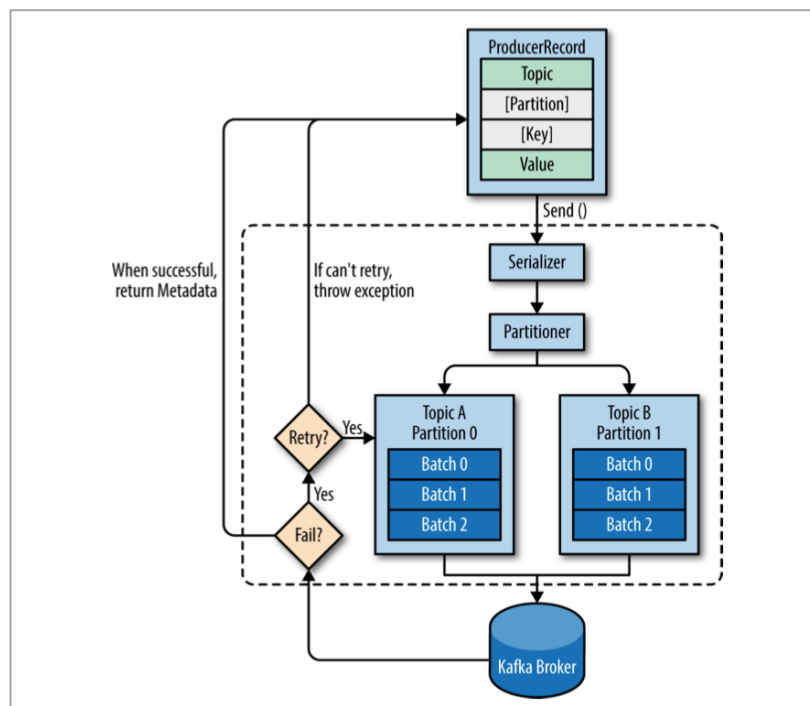 ProducerRecord
Topic
[Partition]
[Key]
Value
Send ()
When successful,
return Metadata
If can't retry,
throw exception
Serializer
Partitioner
Topic A
Partition 0
Batch 0
Batch 1
Batch 2
Topic B
Partition 1
Batch 0
Batch 1
Batch 2
Retry?
Yes
Yes
Fail?
Kafka Broker